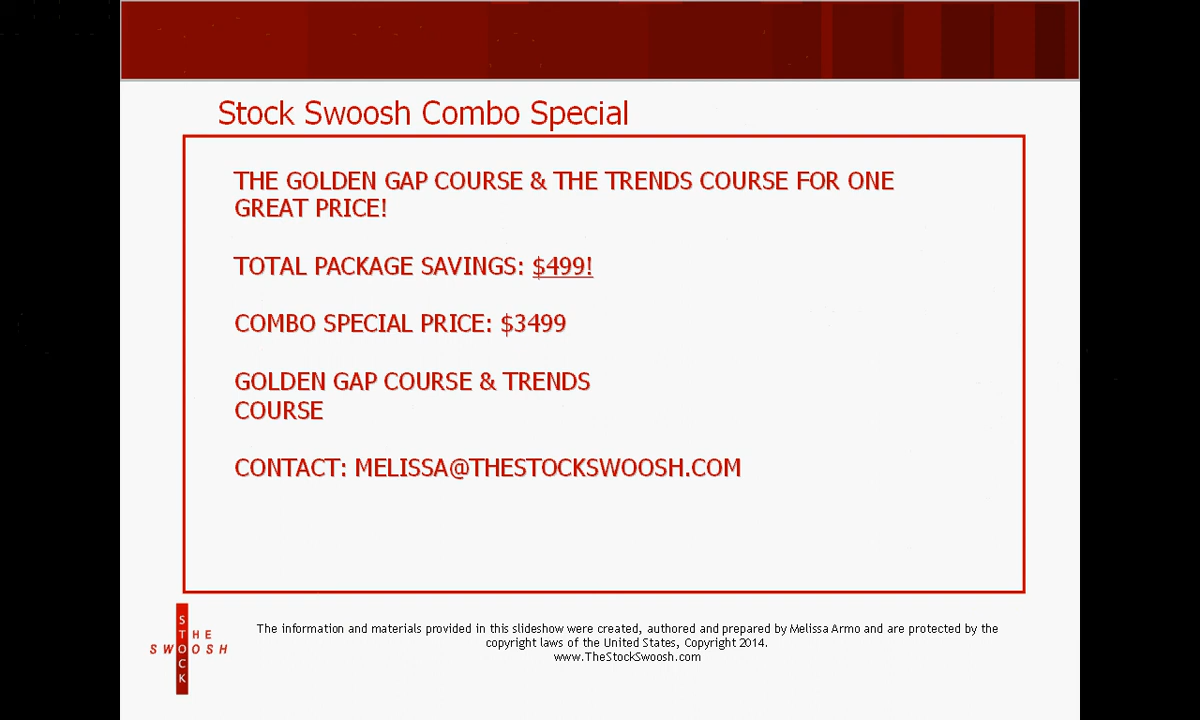 Stock Swoosh Combo Special
THE GOLDEN GAP COURSE & THE TRENDS COURSE FOR ONE
GREAT PRICE!
TOTAL PACKAGE SAVINGS: $499!
COMBO SPECIAL PRICE: $3499
GOLDEN GAP COURSE & TRENDS
COURSE
CONTACT: MELISSA@THESTOCKSWOOSH.COM
THE
STOCK
SWOOSH
The information and materials provided in this slideshow were created, authored and prepared by Melissa Armo and are protected by the
copyright laws of the United States, Copyright 2014.
www.TheStockSwoosh.com